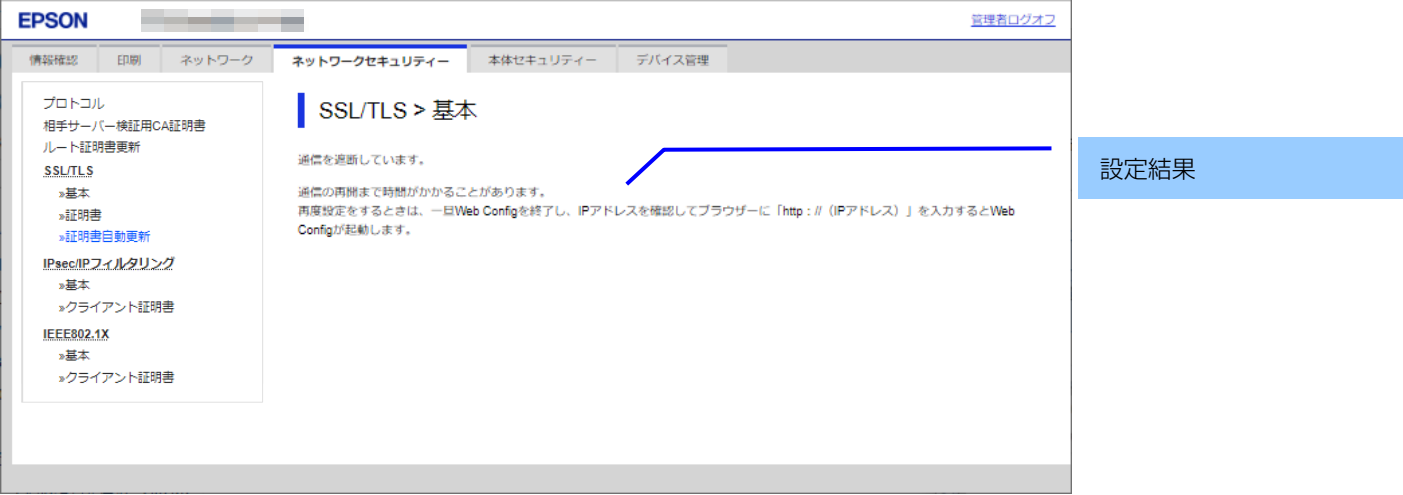 EPSON
管理者ログオフ
情報確認 印刷 ネットワーク ネットワークセキュリティー 本体セキュリティー デバイス管理
プロトコル
相手サーバー検証用CA証明書
ルート証明書更新
SSL/TLS
»基本
»証明書
»証明書自動更新
IPsec/IPフィルタリング
»基本
»クライアント証明書
IEEE802.1X
»基本
»クライアント証明書
SSL/TLS > 基本
通信を遮断しています。
通信の再開まで時間がかかることがあります。
再度設定をするときは、一旦Web Configを終了し、IPアドレスを確認してブラウザーに「http：//（IPアドレス）」を入力するとWeb
Configが起動します。
設定結果